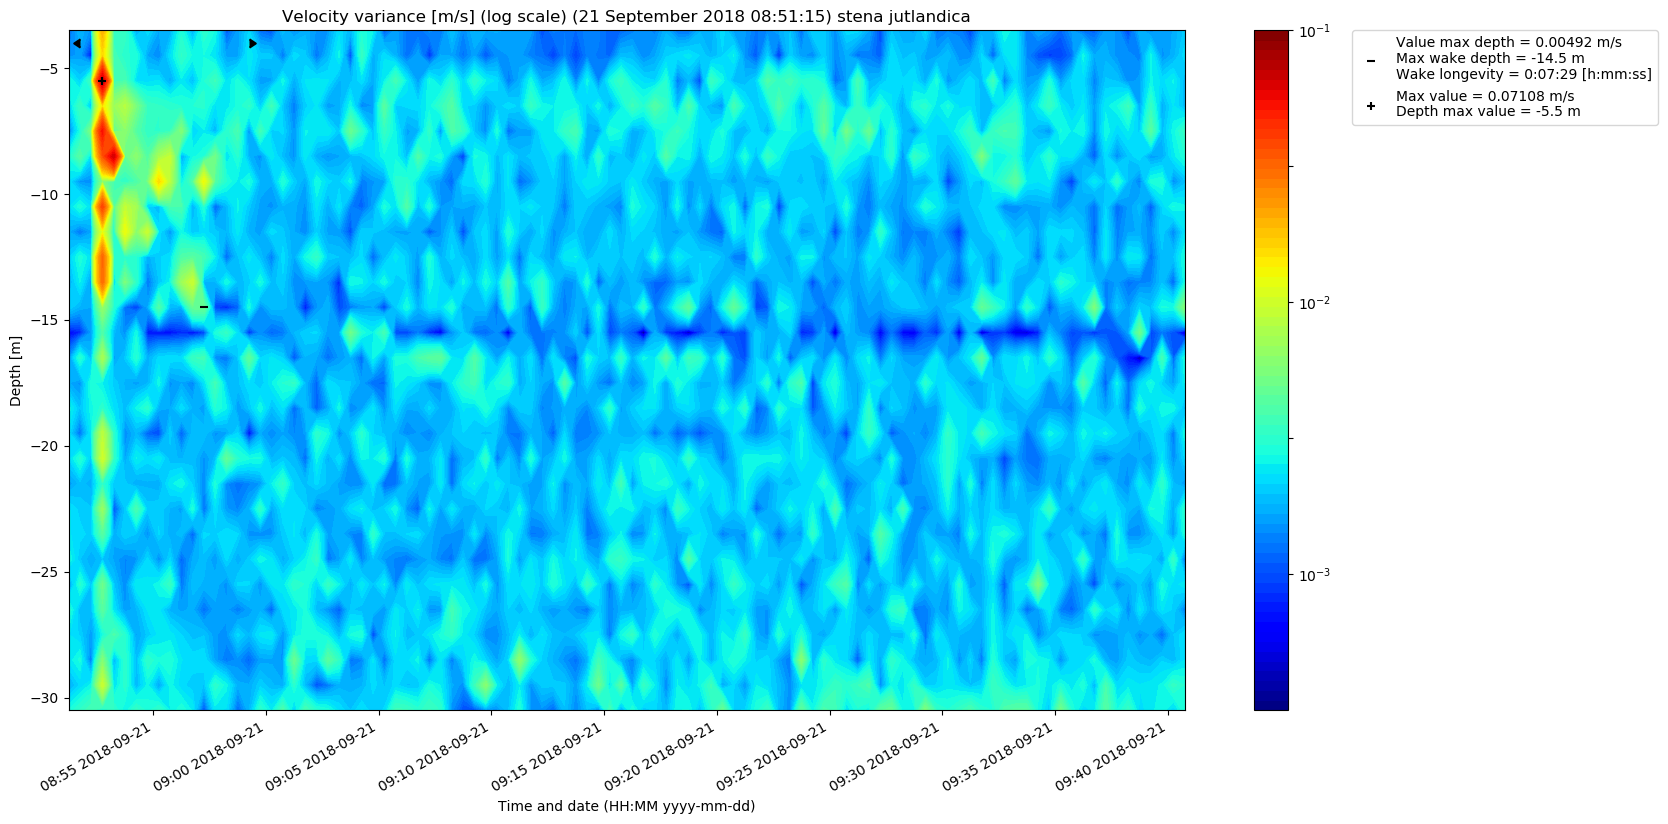 Velocity variance [m/s] (log scale) (21 September 2018 08:51:15) stena jutlandica
Depth [m]
−5
−10
−15
−20
−25
−30
08:55 2018-09-21
09:00 2018-09-21
09:05 2018-09-21
09:10 2018-09-21
09:15 2018-09-21
09:20 2018-09-21
09:25 2018-09-21
09:30 2018-09-21
09:35 2018-09-21
09:40 2018-09-21
Time and date (HH:MM yyyy-mm-dd)
10⁻¹
10⁻²
10⁻³
Value max depth = 0.00492 m/s
Max wake depth = -14.5 m
Wake longevity = 0:07:29 [h:mm:ss]
Max value = 0.07108 m/s
Depth max value = -5.5 m